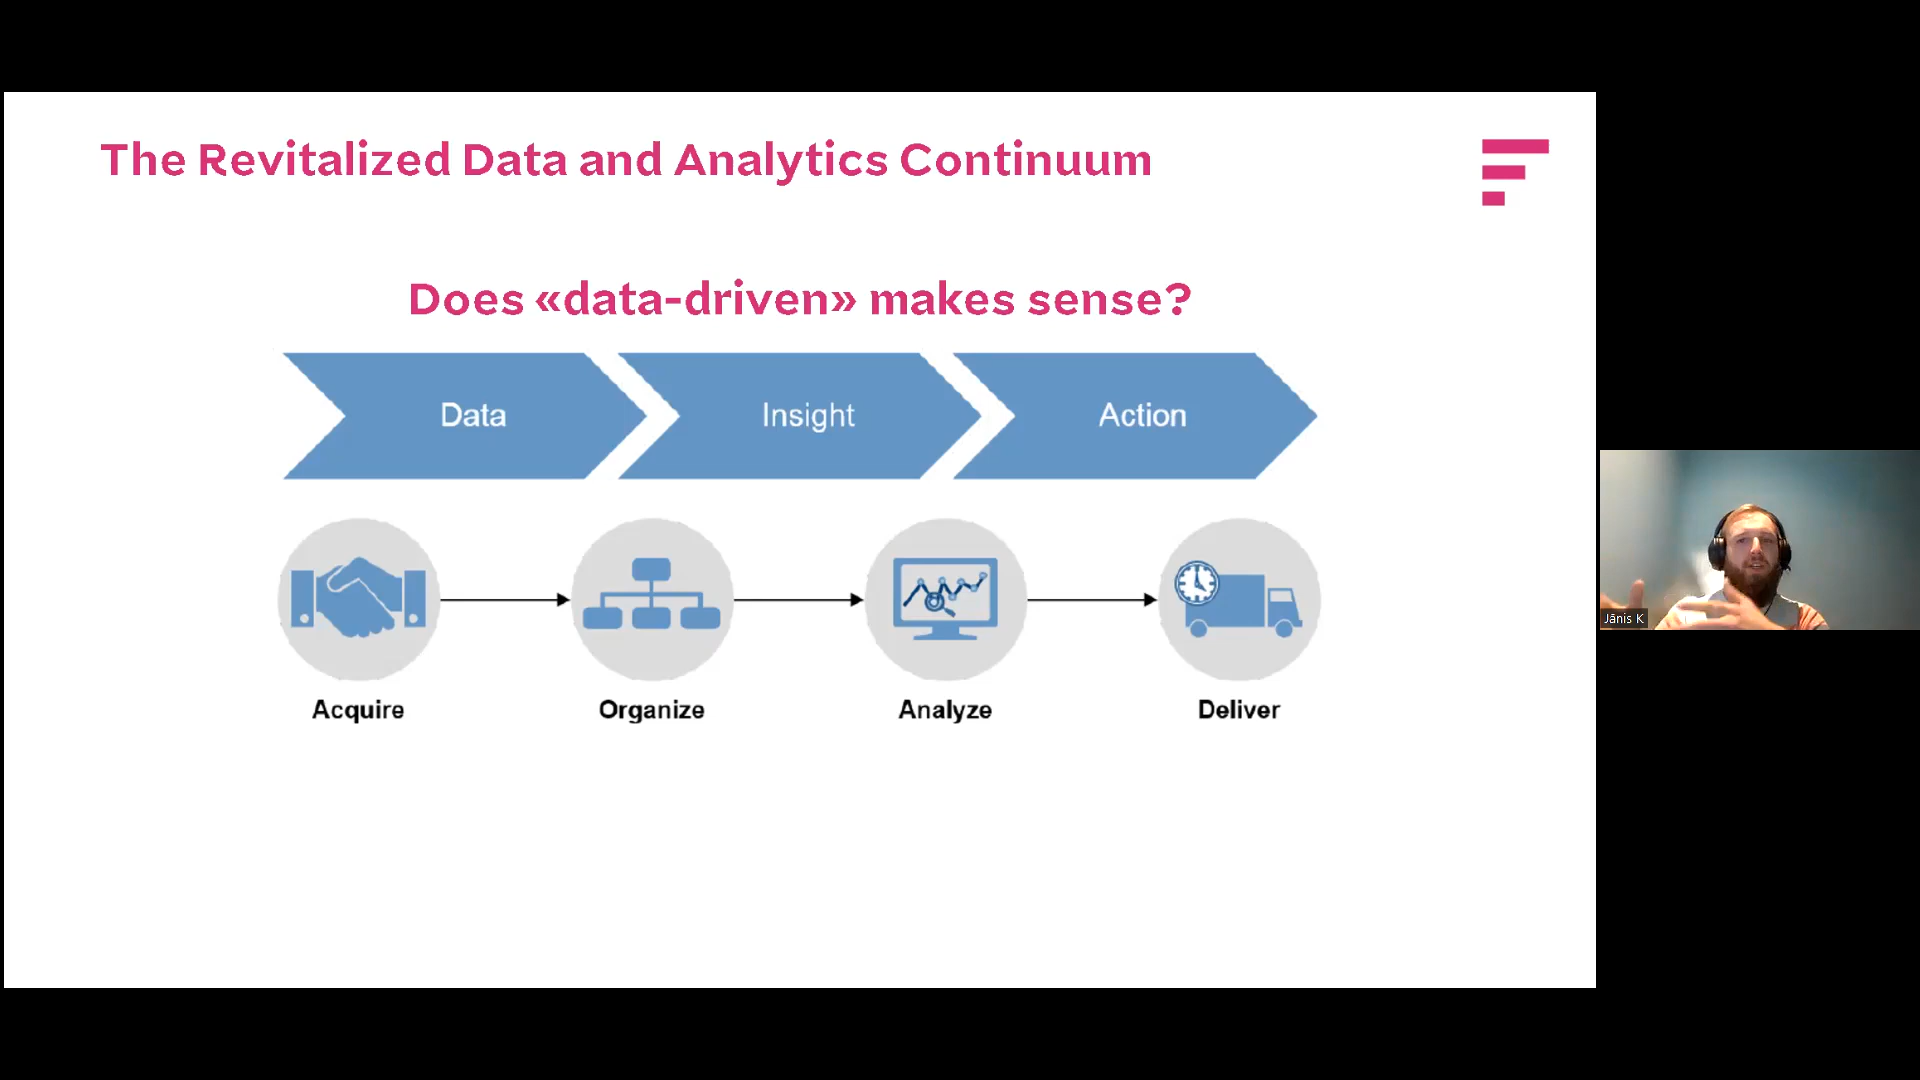 The Revitalized Data and Analytics Continuum
Does «data-driven» makes sense?
Data
Insight
Action
Acquire
Organize
Analyze
Deliver
Jānis K